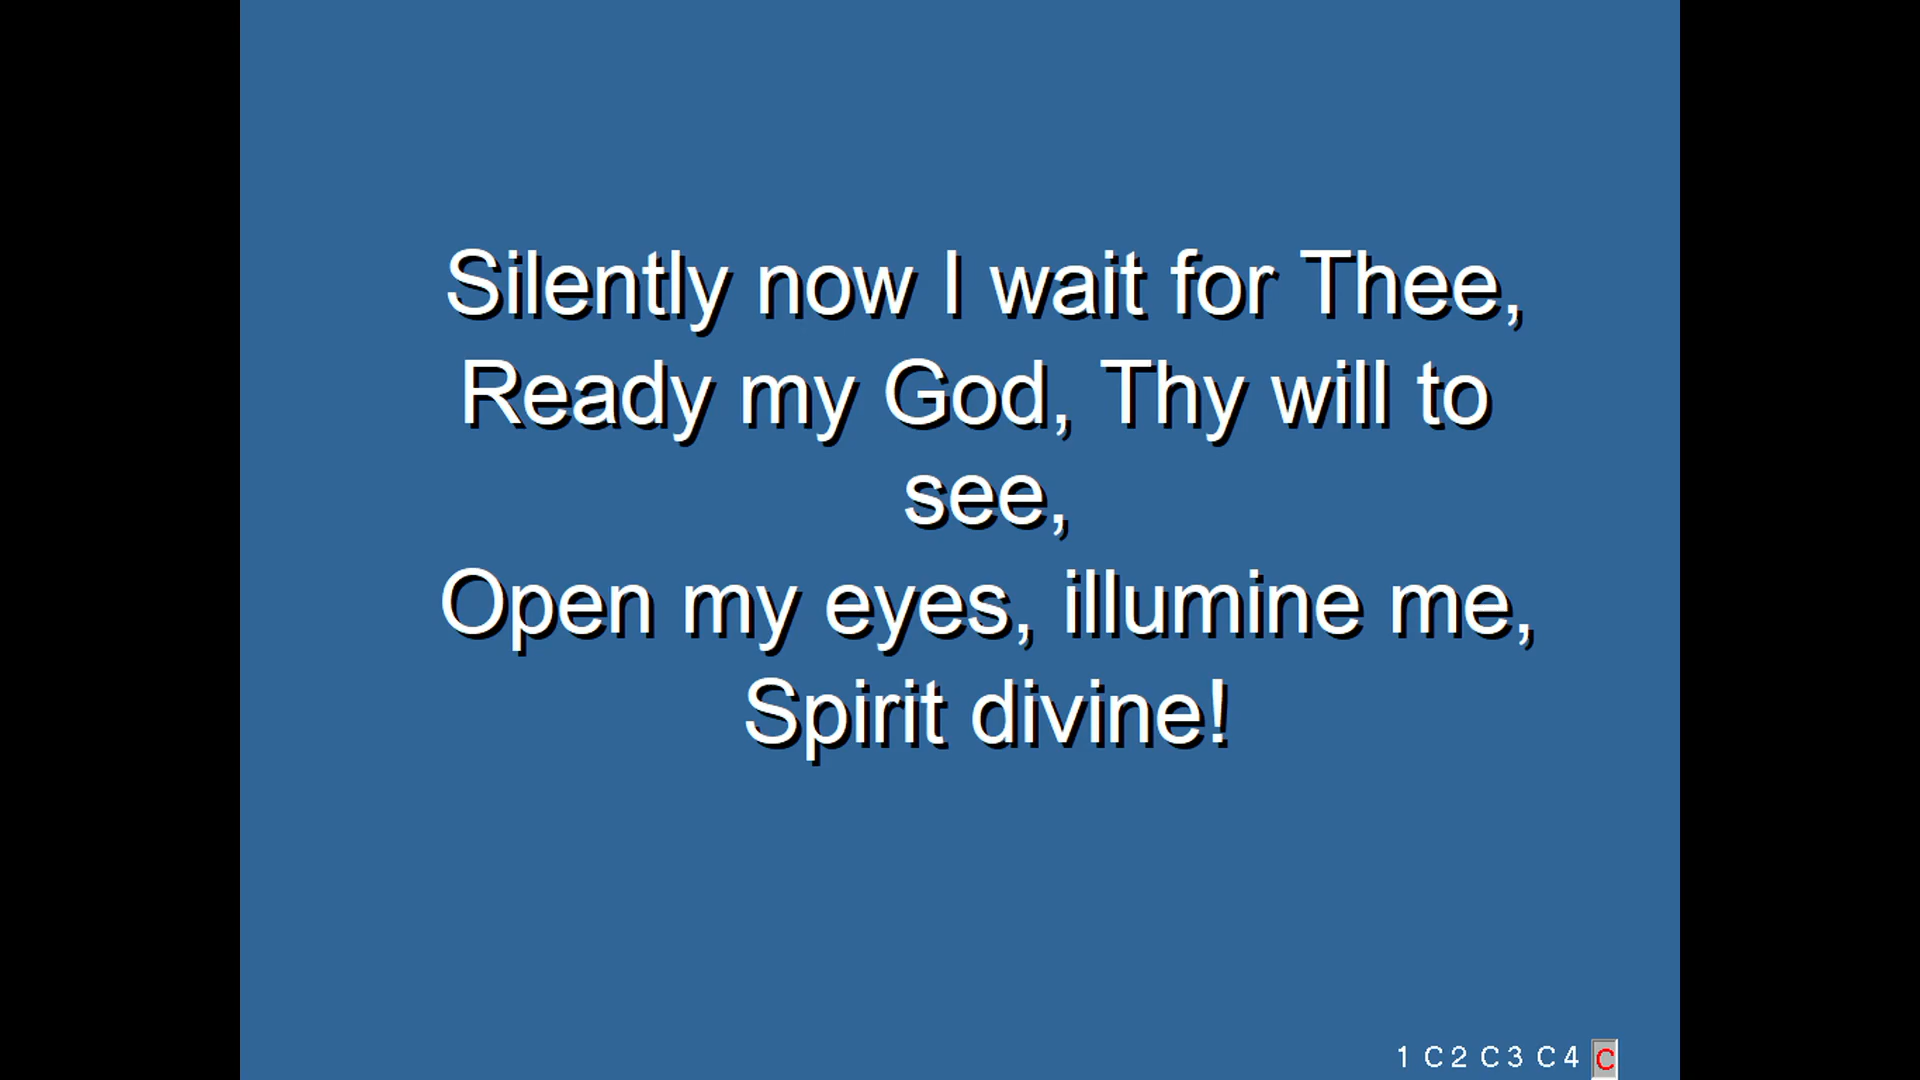 Silently now I wait for Thee,
Ready my God, Thy will to
see,
Open my eyes, illumine me,
Spirit divine!
1 C 2 C 3 C 4 C